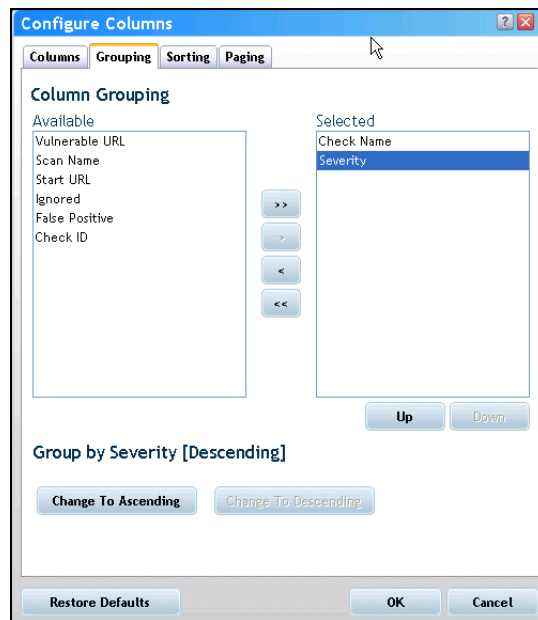 Configure Columns
?
Columns Grouping Sorting Paging
Column Grouping
Available
Selected
Vulnerable URL
Scan Name
Start URL
Ignored
False Positive
Check ID
Check Name
Severity
>>
>
<
<<
Up
Down
Group by Severity [Descending]
Change To Ascending
Change To Descending
Restore Defaults
OK
Cancel